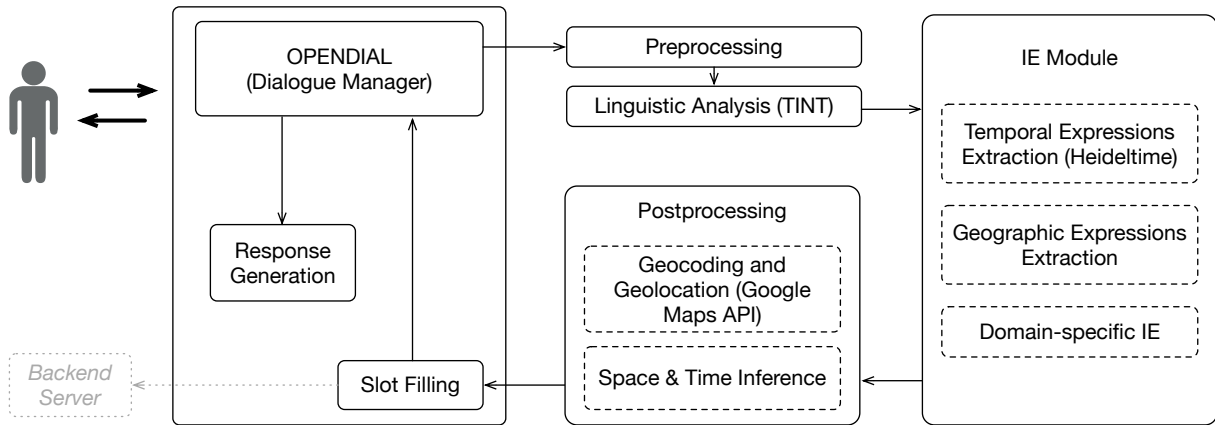 OPENDIAL
(Dialogue Manager)
Response
Generation
Slot Filling
Backend
Server
Preprocessing
Linguistic Analysis (TINT)
IE Module
Temporal Expressions
Extraction (Heideltime)
Geographic Expressions
Extraction
Domain-specific IE
Postprocessing
Geocoding and
Geolocation (Google
Maps API)
Space & Time Inference